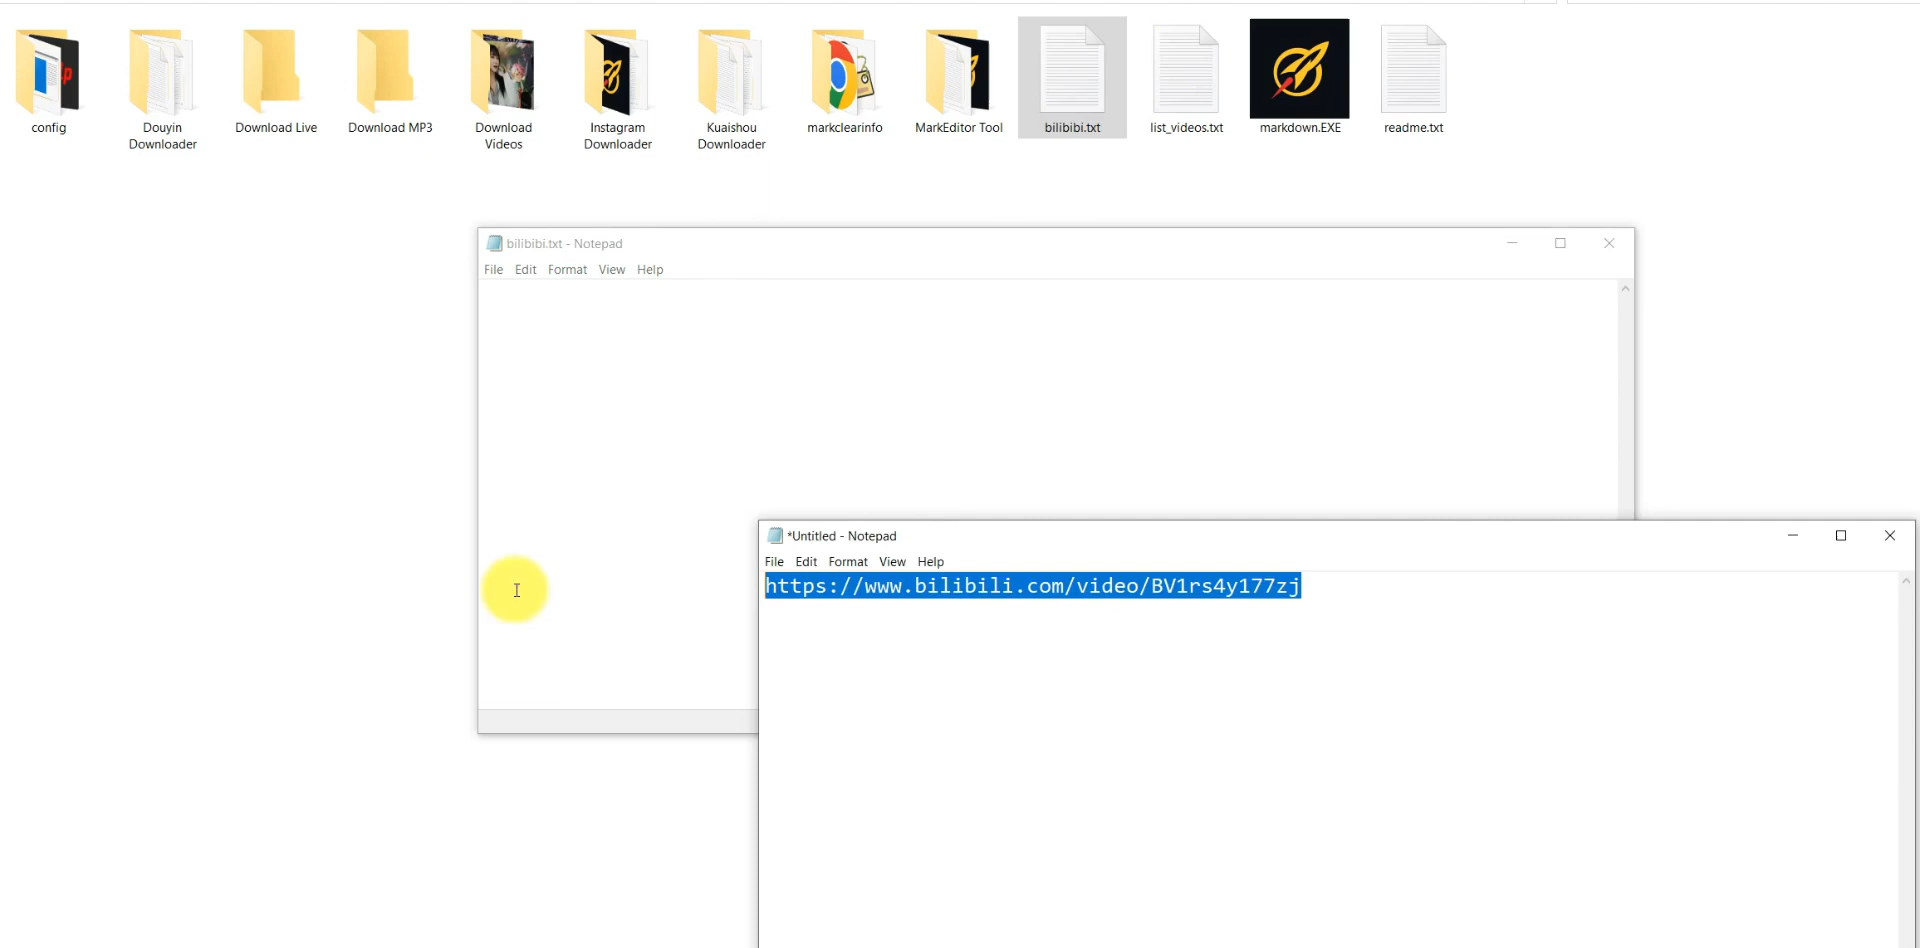 config
Douyin
Downloader
Download Live
Download MP3
Download
Videos
Instagram
Downloader
Kuaishou
Downloader
markclearinfo
MarkEditor Tool
bilibibi.txt
list_videos.txt
markdown.EXE
readme.txt
bilibibi.txt - Notepad
File Edit Format View Help
*Untitled - Notepad
File Edit Format View Help
https://www.bilibili.com/video/BV1rs4y177zj